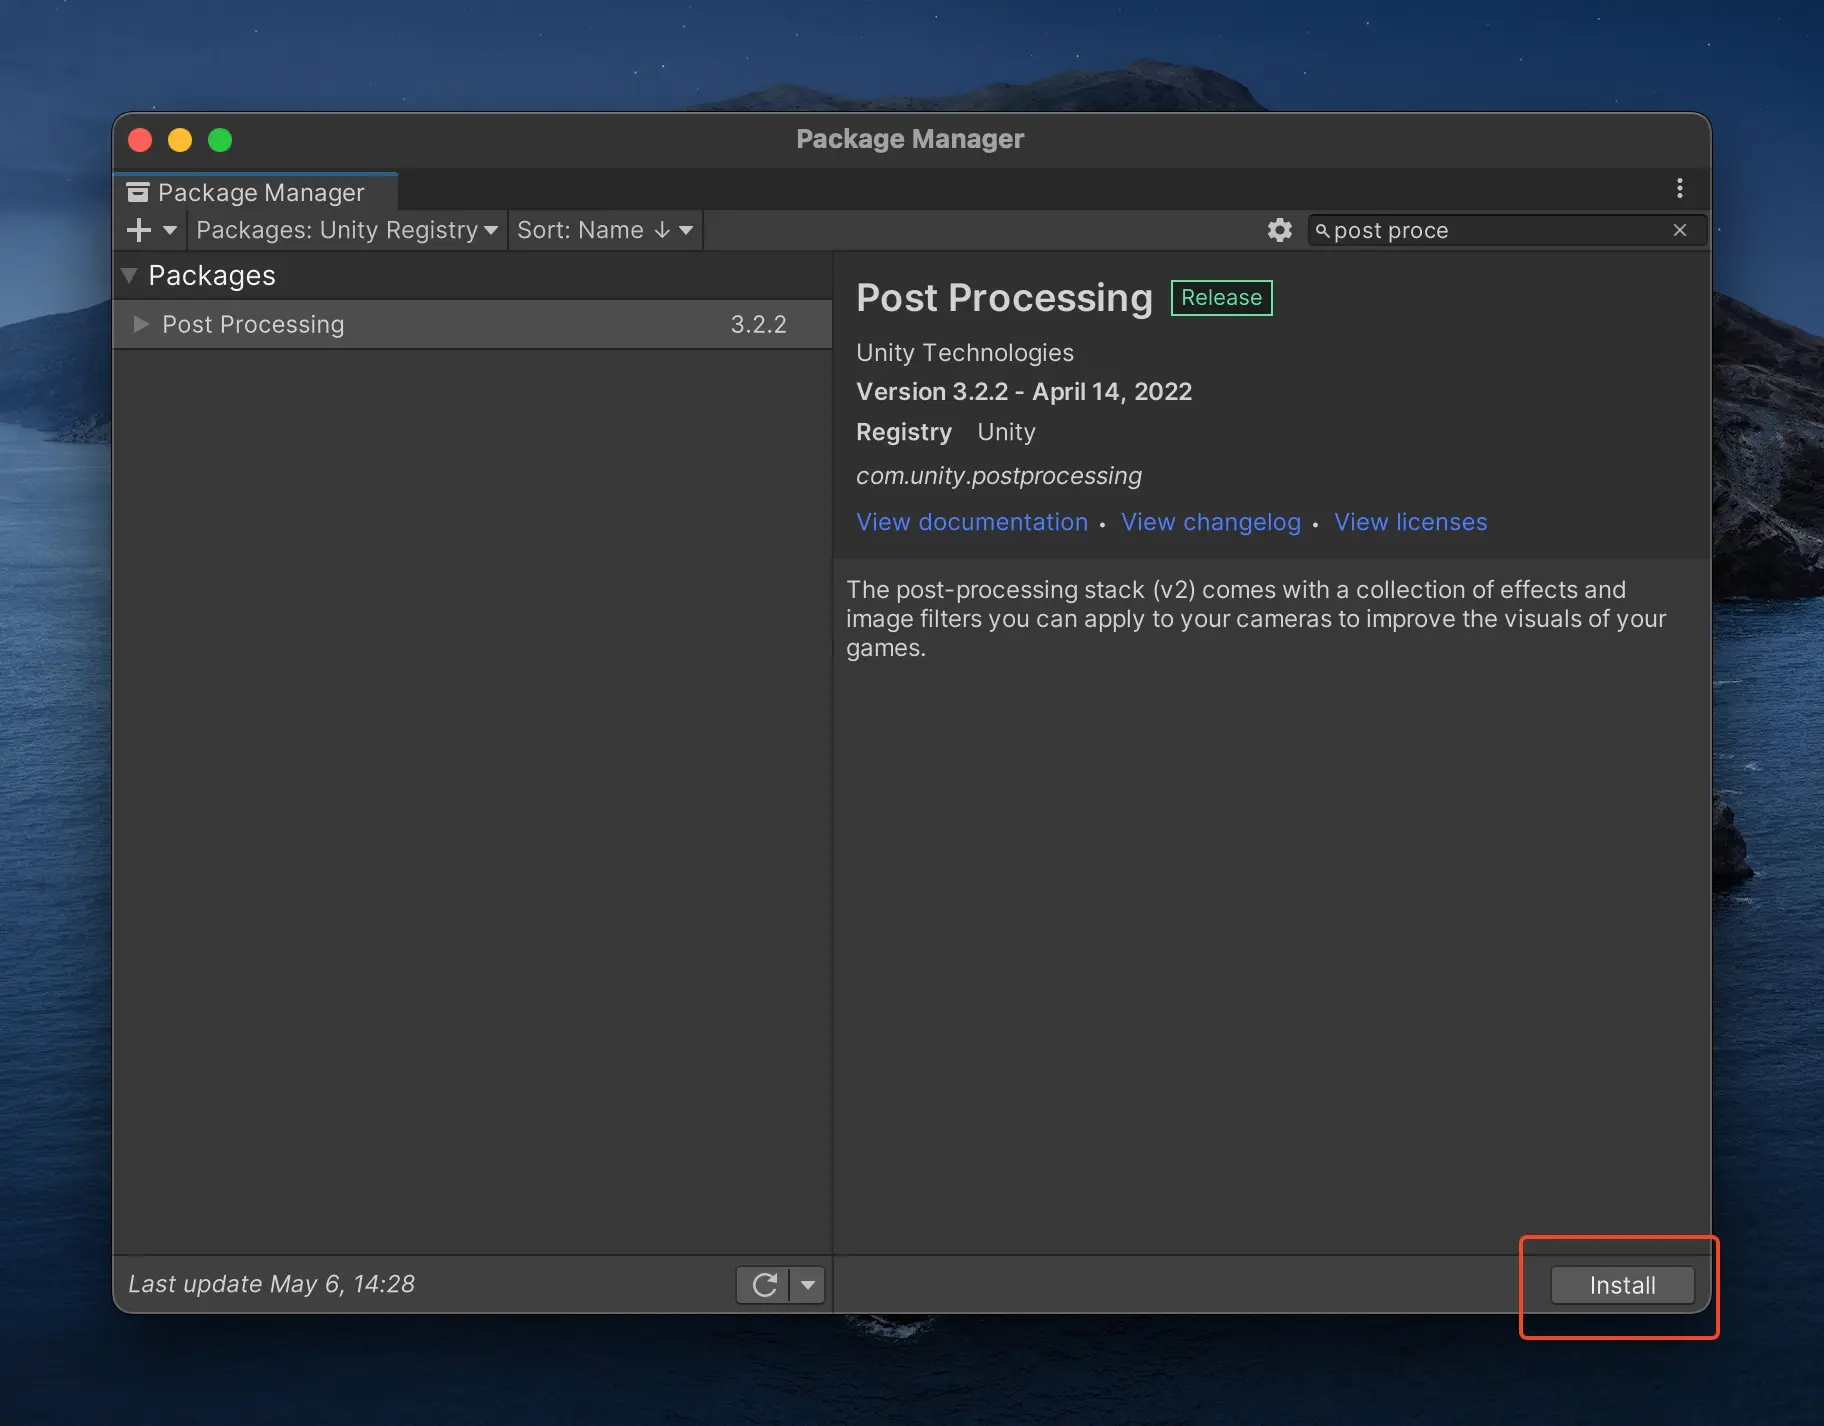 Package Manager
Package Manager
Packages: Unity Registry
Sort: Name ↓
post proce
Packages
Post Processing 3.2.2
Post Processing Release
Unity Technologies
Version 3.2.2 - April 14, 2022
Registry Unity
com.unity.postprocessing
View documentation • View changelog • View licenses
The post-processing stack (v2) comes with a collection of effects and
image filters you can apply to your cameras to improve the visuals of your
games.
Last update May 6, 14:28
Install